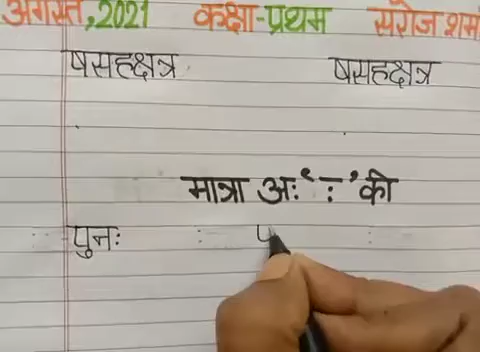 अगस्त,2021 कक्षा-प्रथम सरोज शर्म
षसहक्षत्र षसहक्षत्र
मात्रा अः ‘ ः ’ की
पुनः